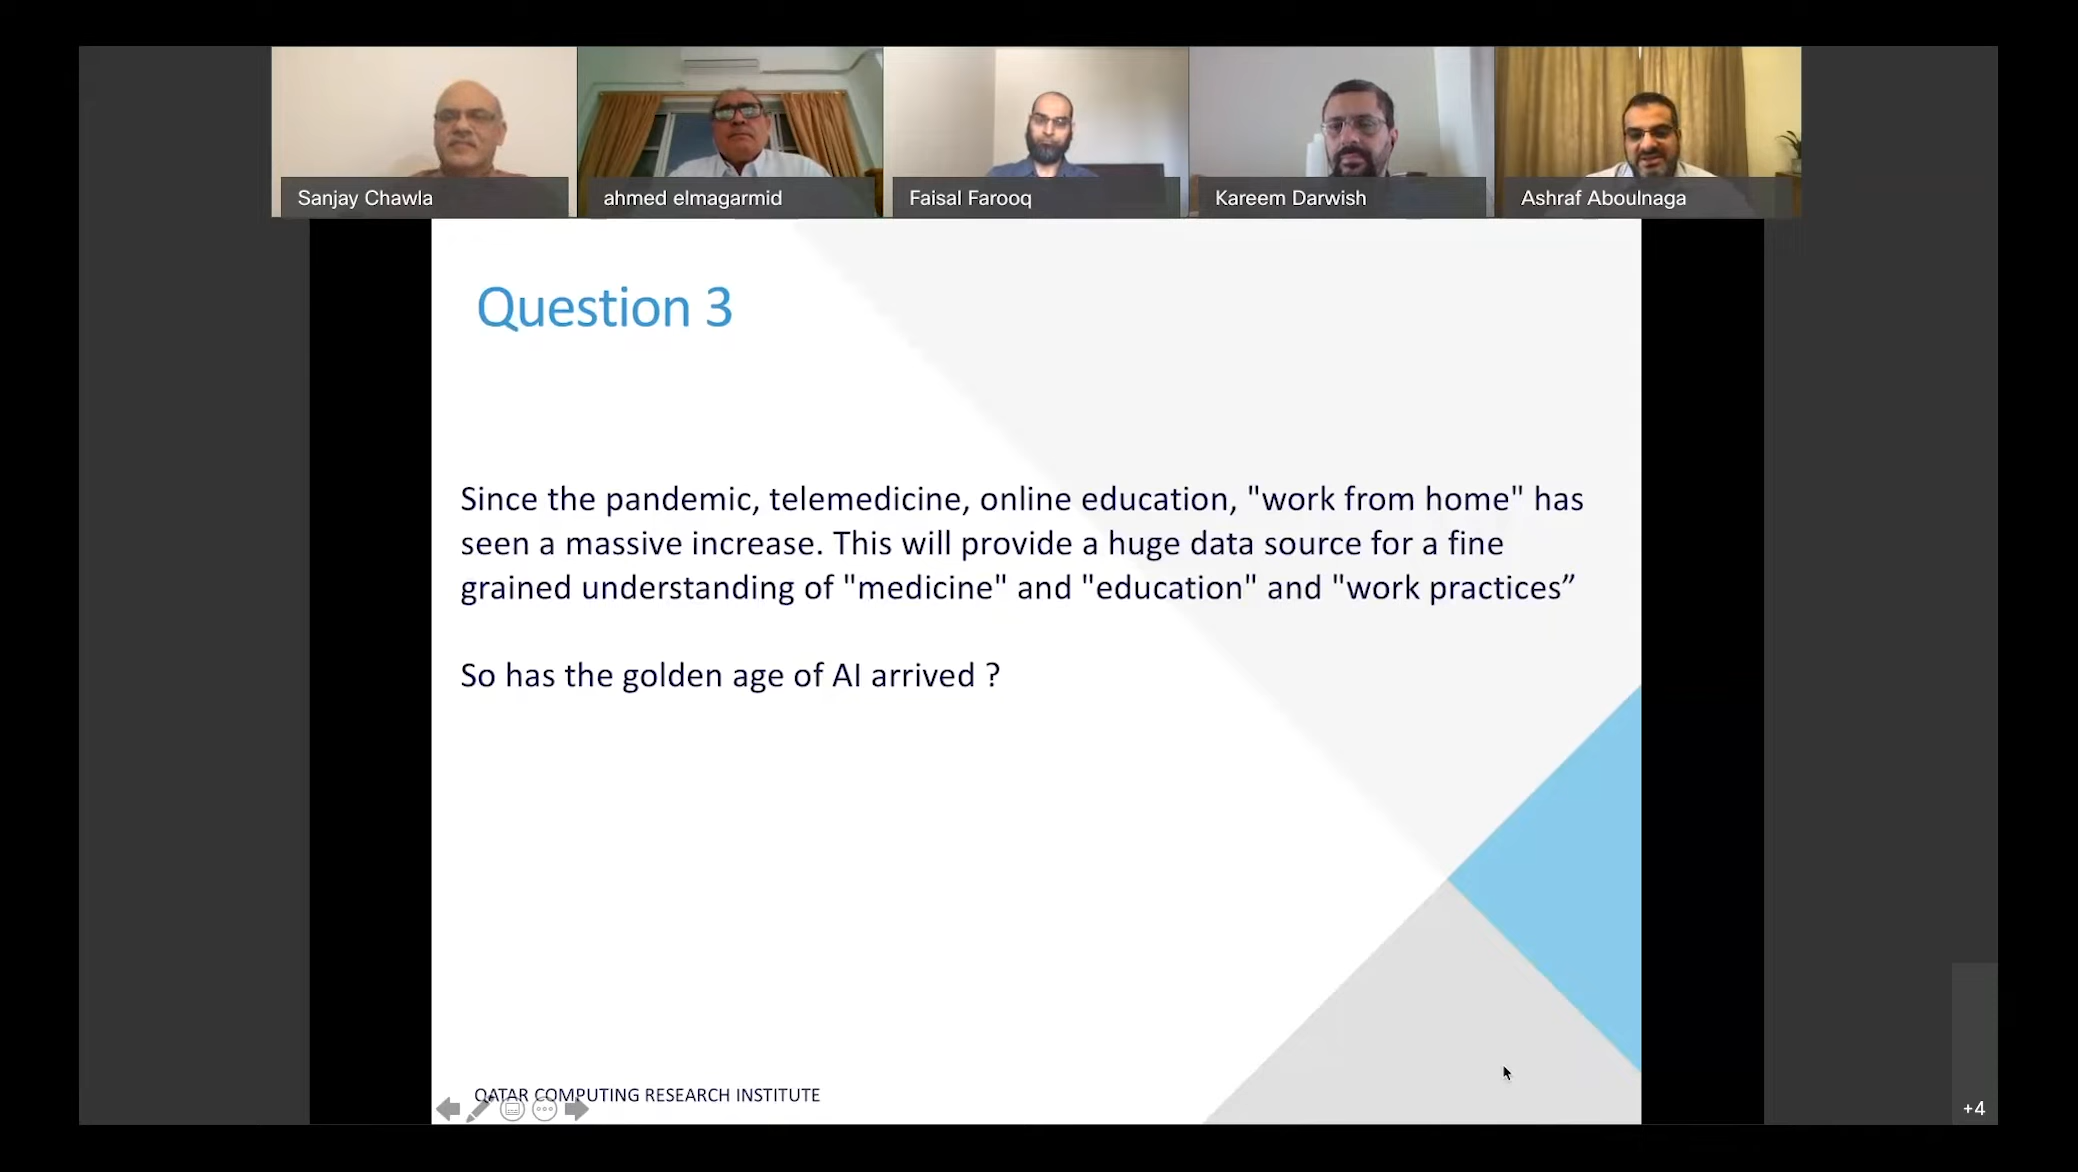 Sanjay Chawla
ahmed elmagarmid
Faisal Farooq
Kareem Darwish
Ashraf Aboulnaga
Question 3
Since the pandemic, telemedicine, online education, "work from home" has
seen a massive increase. This will provide a huge data source for a fine
grained understanding of "medicine" and "education" and "work practices”
So has the golden age of AI arrived ?
QATAR COMPUTING RESEARCH INSTITUTE
+4